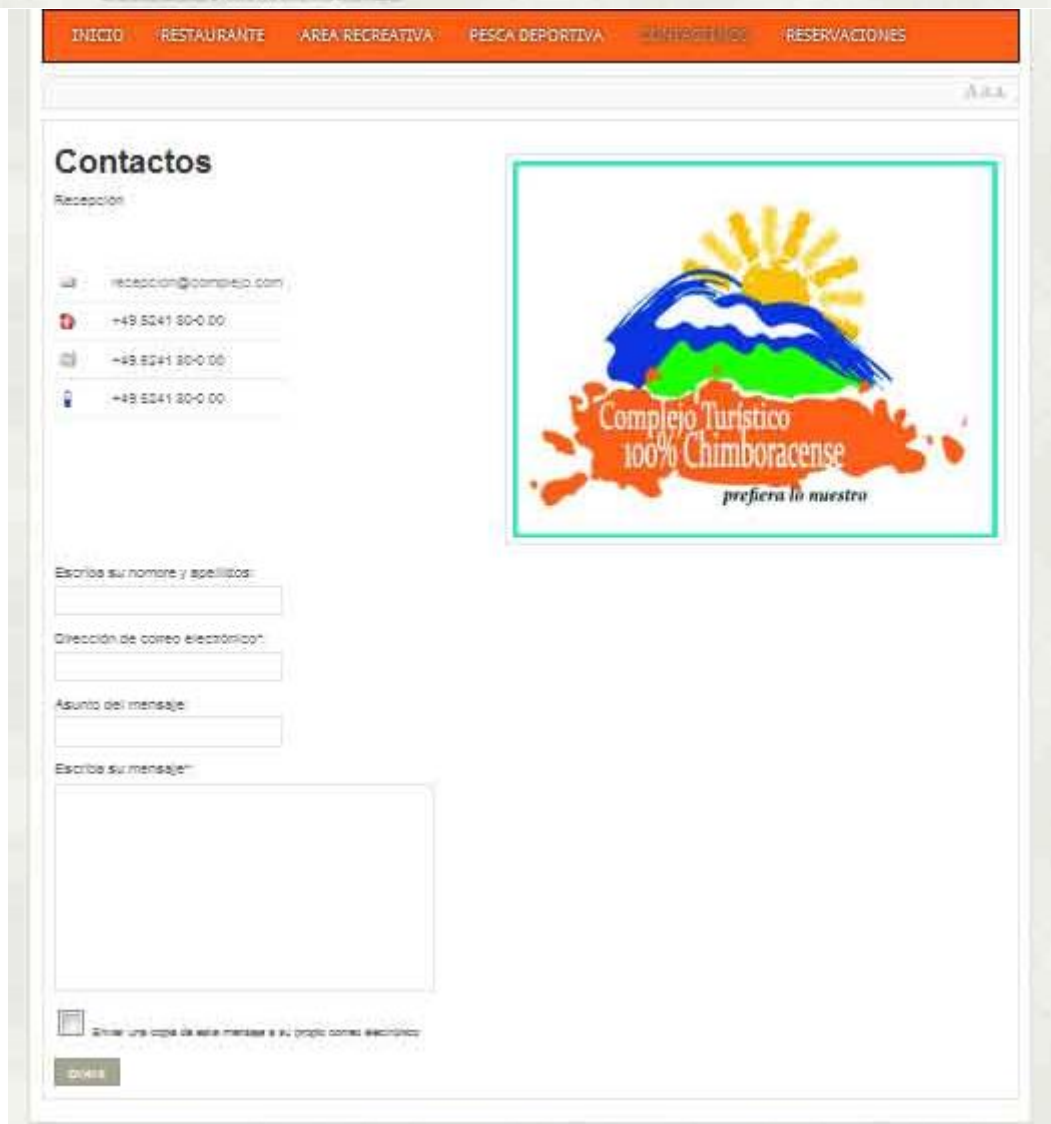 INICIO RESTAURANTE AREA RECREATIVA PESCA DEPORTIVA CONTACTENOS RESERVACIONES
A A A
Contactos
Recepción
recepcion@complejo.com
+49 5241 80-0 00
+49 5241 80-0 00
+49 5241 80-0 00
Complejo Turístico
100% Chimboracense
prefiera lo nuestro
Escriba su nombre y apellidos:
Dirección de correo electrónico*:
Asunto del mensaje:
Escriba su mensaje*:
Enviar una copia de este mensaje a su propio correo electrónico